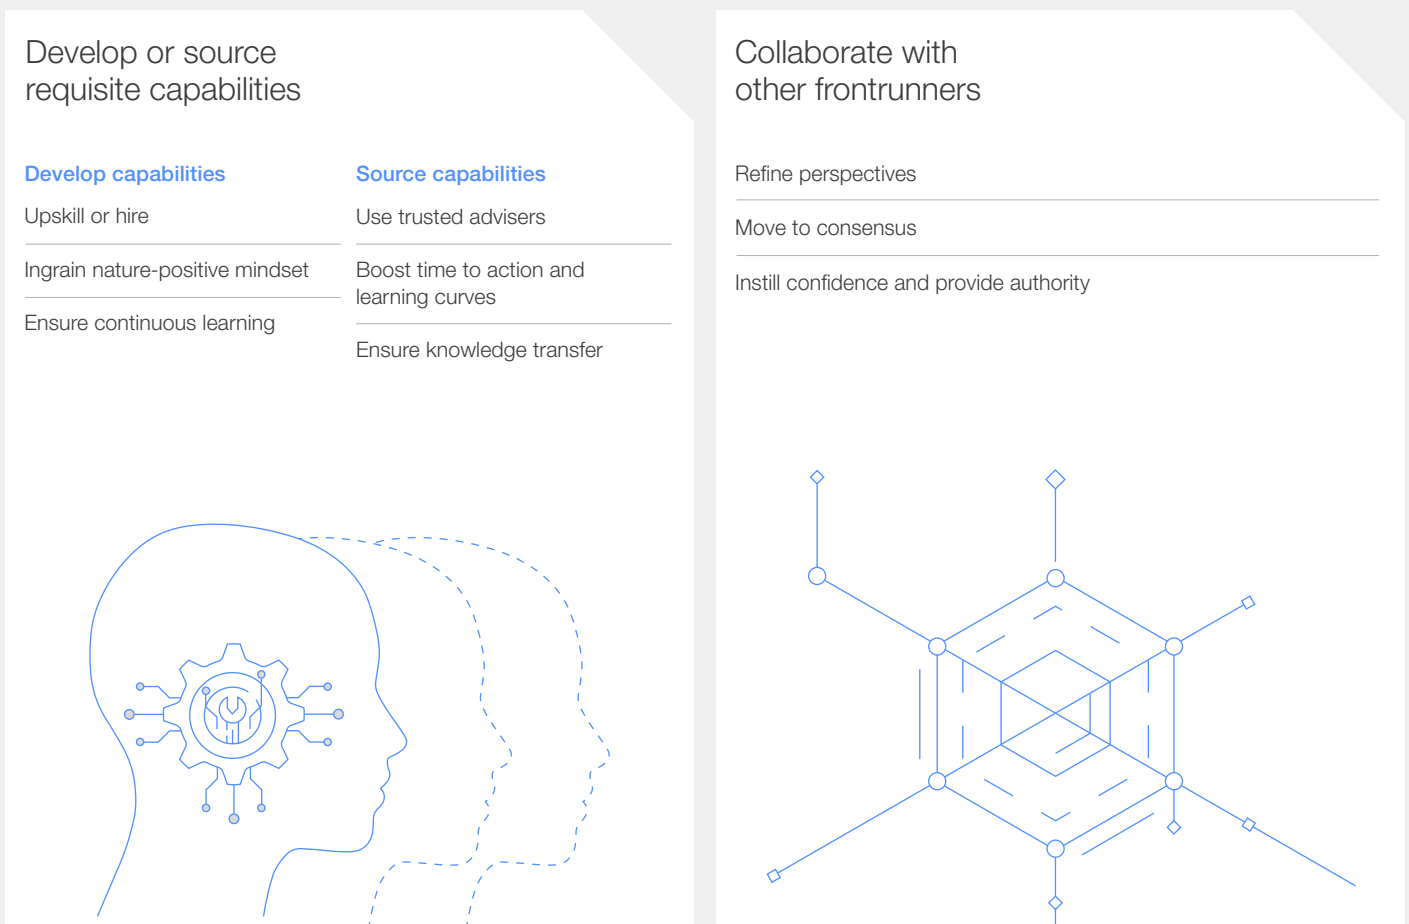 Develop or source
requisite capabilities
Develop capabilities
Upskill or hire
Ingrain nature-positive mindset
Ensure continuous learning
Source capabilities
Use trusted advisers
Boost time to action and
learning curves
Ensure knowledge transfer
Collaborate with
other frontrunners
Refine perspectives
Move to consensus
Instill confidence and provide authority